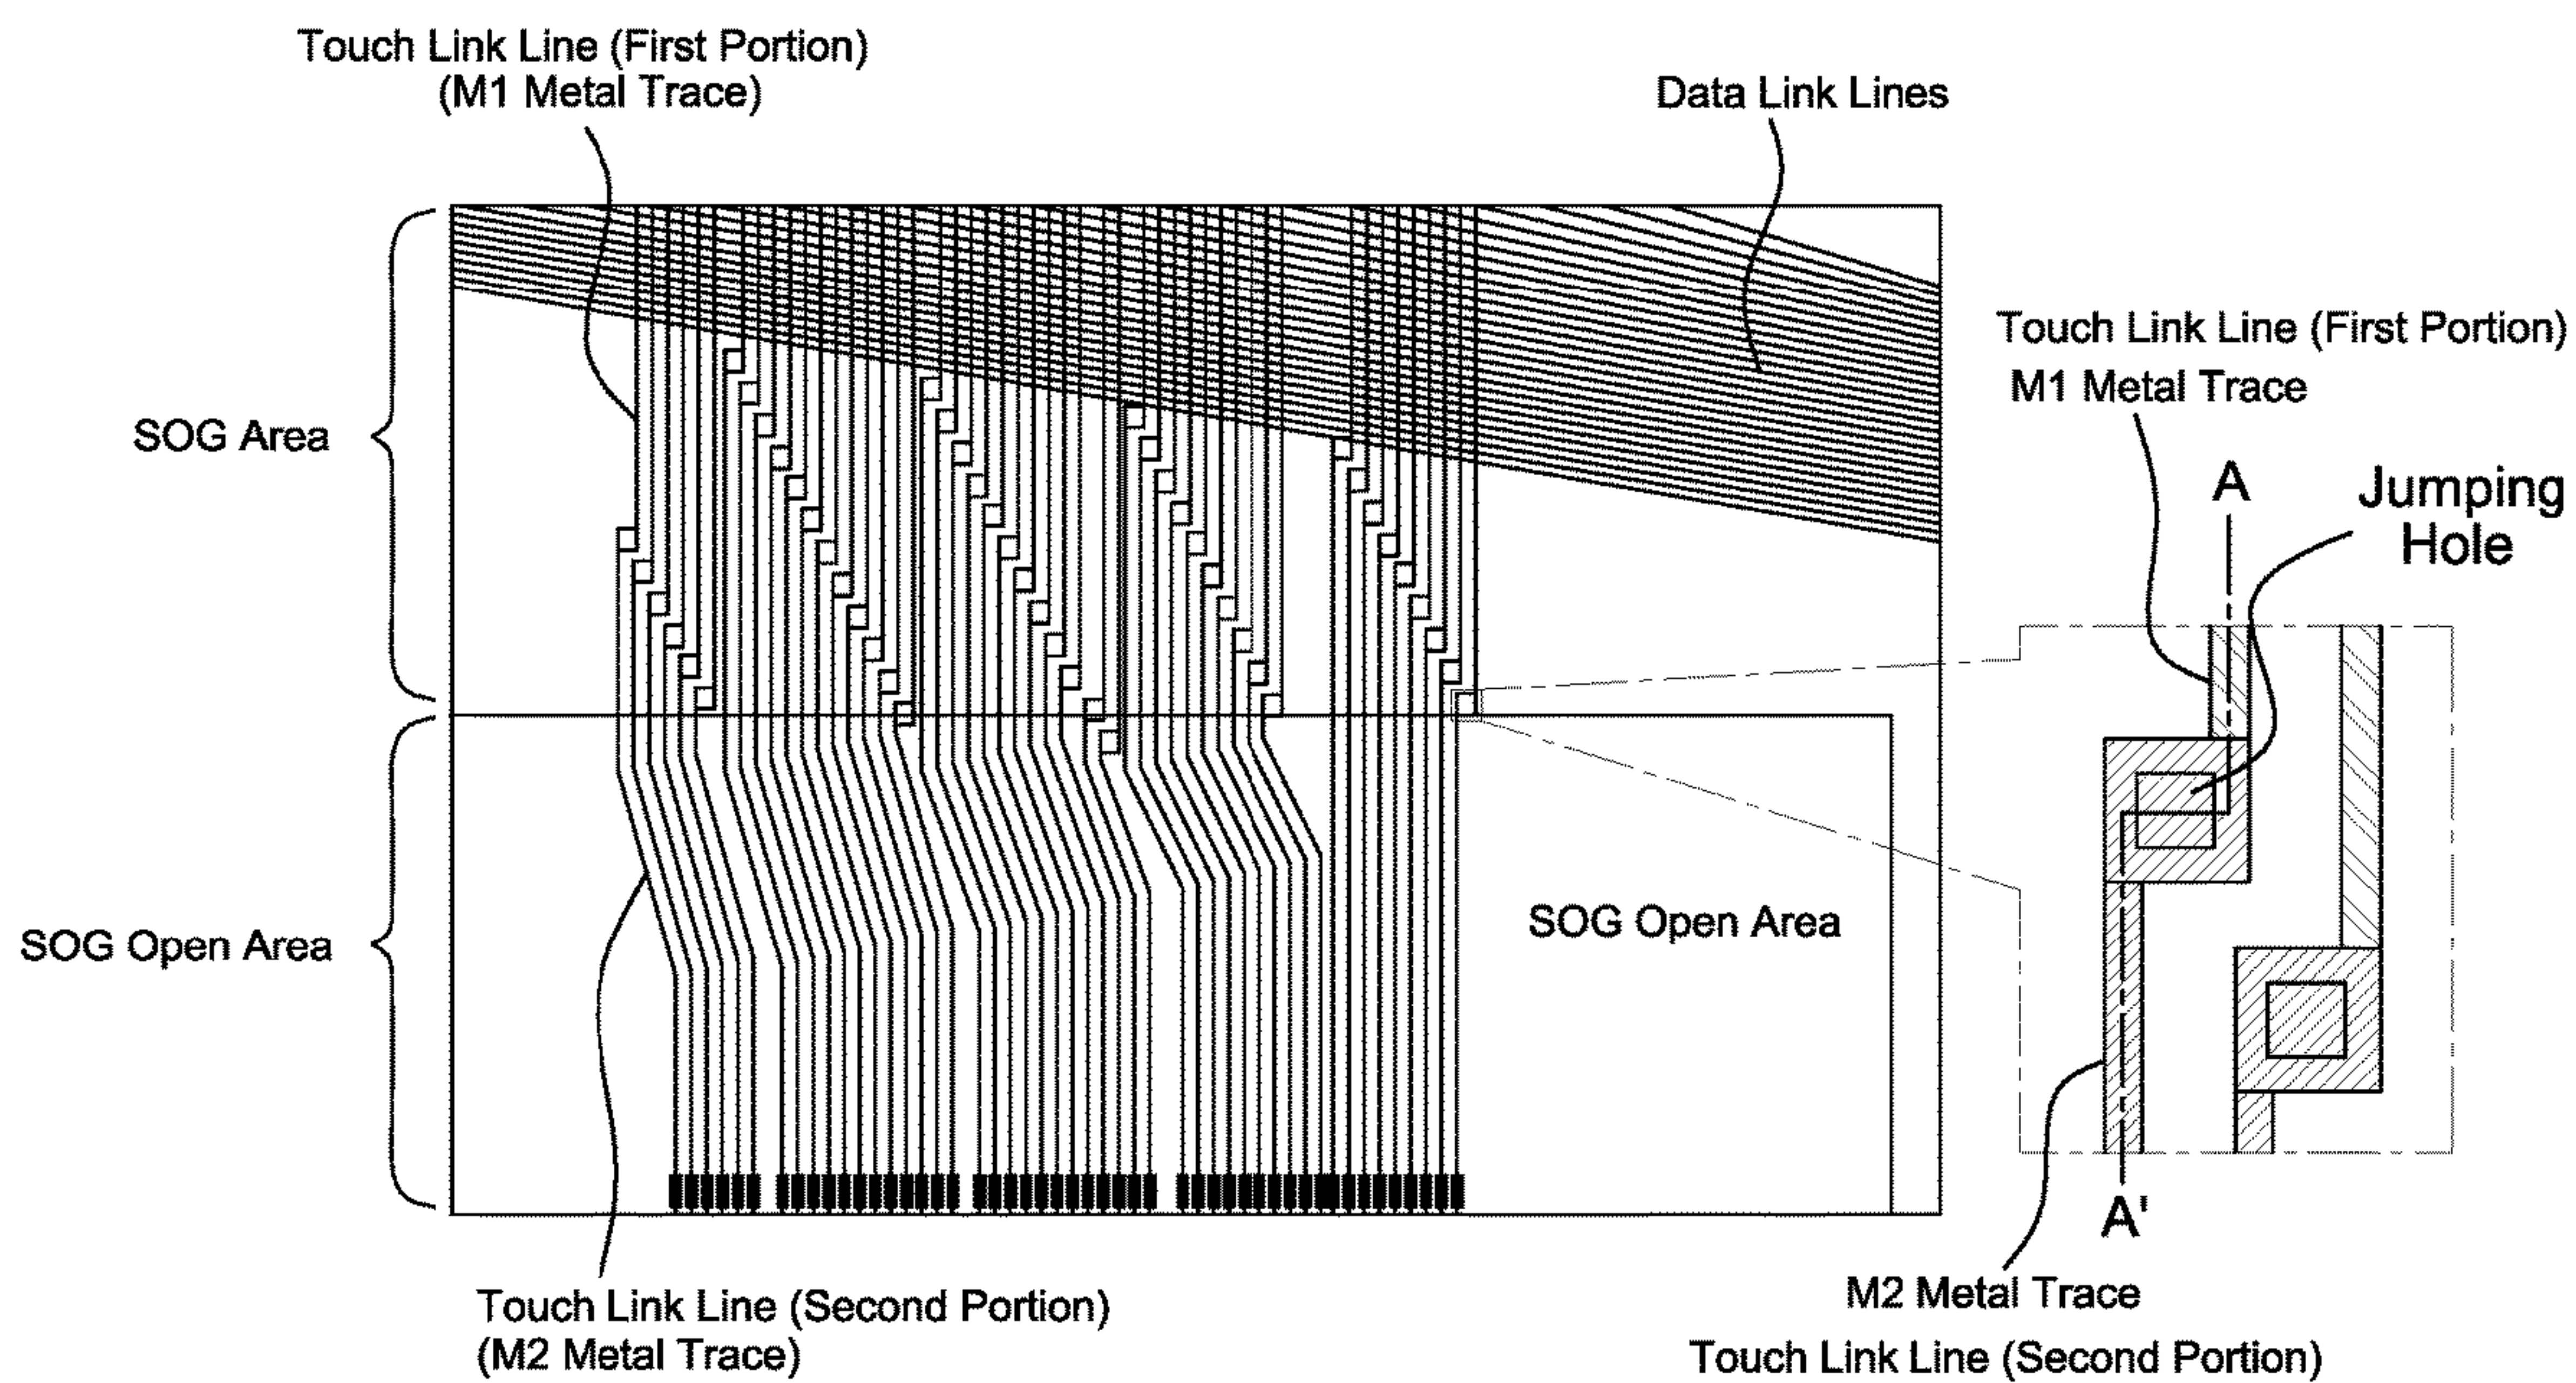 Touch Link Line (First Portion)
(M1 Metal Trace)
Data Link Lines
SOG Area
Touch Link Line (First Portion)
M1 Metal Trace
A
Jumping
Hole
SOG Open Area
SOG Open Area
A'
M2 Metal Trace
Touch Link Line (Second Portion)
Touch Link Line (Second Portion)
(M2 Metal Trace)